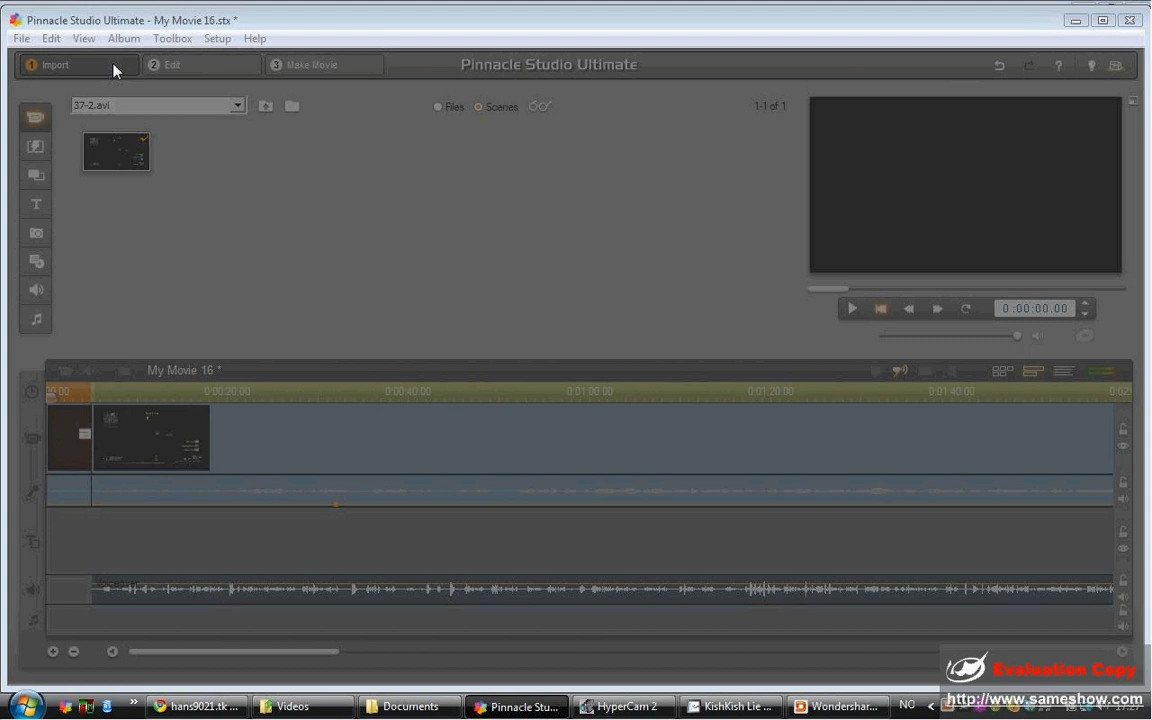 Pinnacle Studio Ultimate - My Movie 16.stx *
File Edit View Album Toolbox Setup Help
1 Import 2 Edit 3 Make Movie Pinnacle Studio Ultimate ?
37-2.avi Files Scenes 1-1 of 1
T
0:00:00.00
My Movie 16 *
0:00:20.00 0:00:40.00 0:01:00.00 0:01:20.00 0:01:40.00 0:02
Evaluation Copy
http://www.sameshow.com
hans9021.tk ... Videos Documents Pinnacle Stu... HyperCam 2 KishKish Lie ... Wondershar... NO